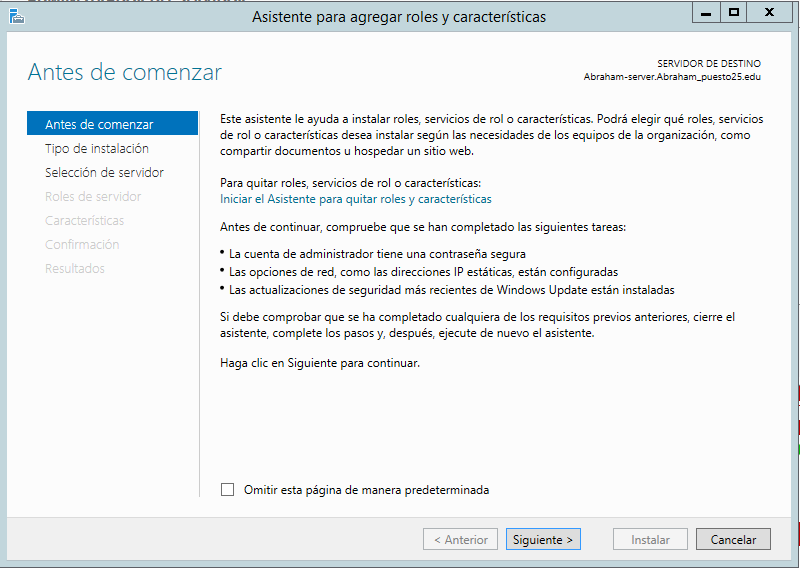 Asistente para agregar roles y características
Antes de comenzar
SERVIDOR DE DESTINO
Abraham-server.Abraham_puesto25.edu
Antes de comenzar
Tipo de instalación
Selección de servidor
Roles de servidor
Características
Confirmación
Resultados
Este asistente le ayuda a instalar roles, servicios de rol o características. Podrá elegir qué roles, servicios
de rol o características desea instalar según las necesidades de los equipos de la organización, como
compartir documentos u hospedar un sitio web.
Para quitar roles, servicios de rol o características:
Iniciar el Asistente para quitar roles y características
Antes de continuar, compruebe que se han completado las siguientes tareas:
• La cuenta de administrador tiene una contraseña segura
• Las opciones de red, como las direcciones IP estáticas, están configuradas
• Las actualizaciones de seguridad más recientes de Windows Update están instaladas
Si debe comprobar que se ha completado cualquiera de los requisitos previos anteriores, cierre el
asistente, complete los pasos y, después, ejecute de nuevo el asistente.
Haga clic en Siguiente para continuar.
Omitir esta página de manera predeterminada
< Anterior
Siguiente >
Instalar
Cancelar